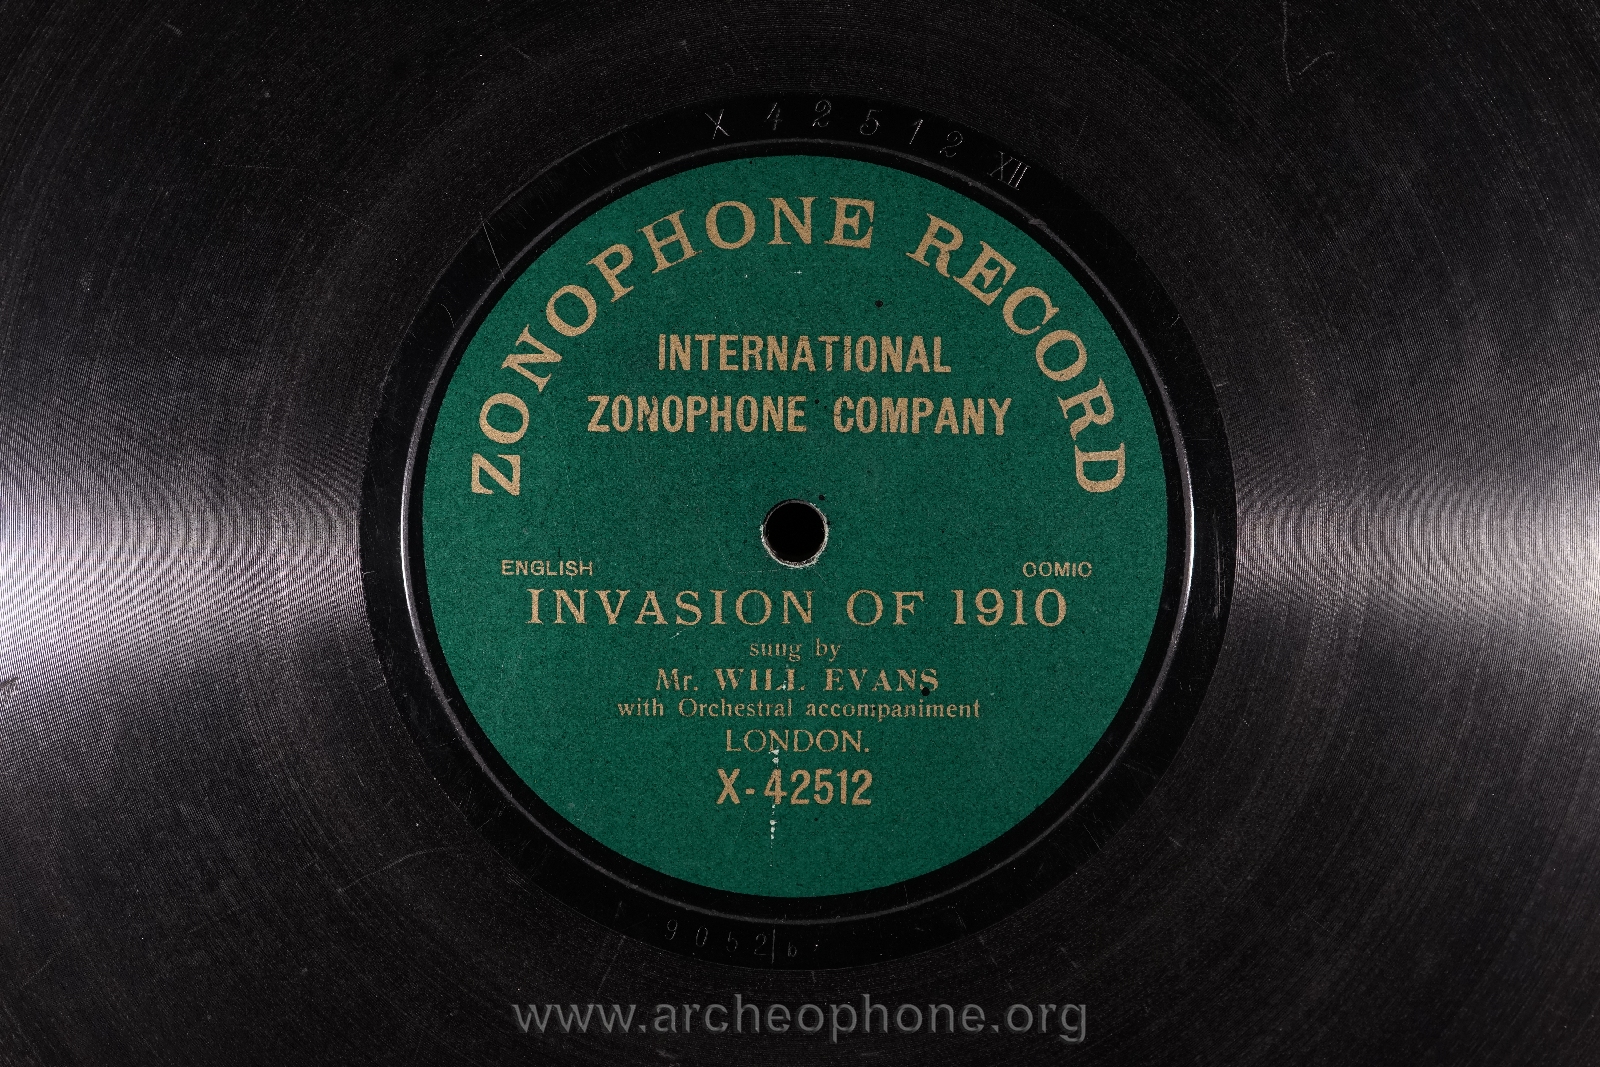 X 42512 XII
ZONOPHONE RECORD
INTERNATIONAL
ZONOPHONE COMPANY
ENGLISH COMIC
INVASION OF 1910
sung by
Mr. WILL EVANS
with Orchestral accompaniment
LONDON.
X-42512
9052 b
www.archeophone.org